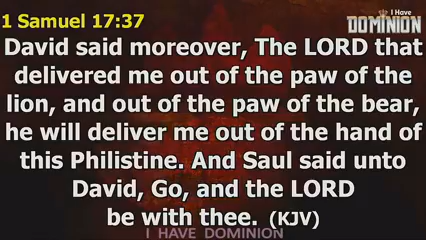 1 Samuel 17:37
I Have
DOMINION
David said moreover, The LORD that
delivered me out of the paw of the
lion, and out of the paw of the bear,
he will deliver me out of the hand of
this Philistine. And Saul said unto
David, Go, and the LORD
be with thee. (KJV)
I HAVE DOMINION